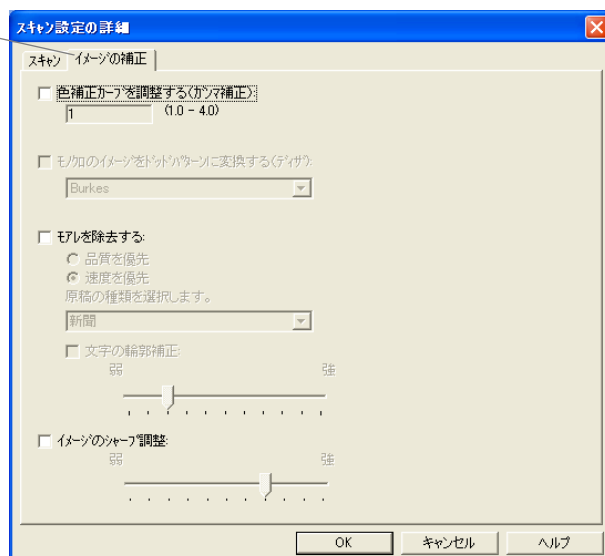 スキャン設定の詳細
スキャン イメージの補正
色補正カーブを調整する(ガンマ補正):
1 (1.0 - 4.0)
モノクロのイメージをドットパターンに変換する(ディザ):
Burkes
モアレを除去する:
品質を優先
速度を優先
原稿の種類を選択します。
新聞
文字の輪郭補正:
弱 強
イメージのシャープ調整:
弱 強
OK キャンセル ヘルプ